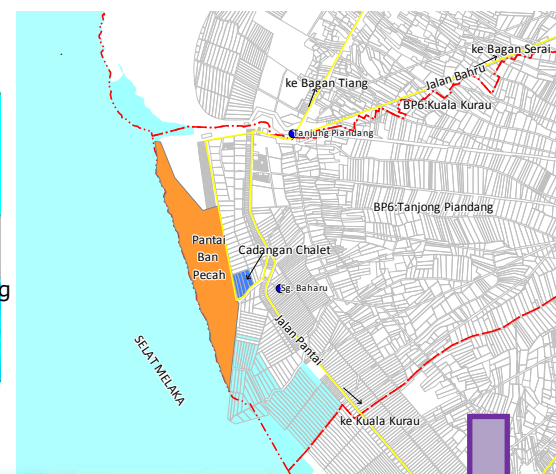 ke Bagan Serai
Jalan Bahru
ke Bagan Tiang
BP6:Kuala Kurau
Tanjung Piandang
BP6:Tanjong Piandang
Pantai
Ban
Pecah
Cadangan Chalet
g
Sg. Baharu
Jalan Pantai
SELAT MELAKA
ke Kuala Kurau